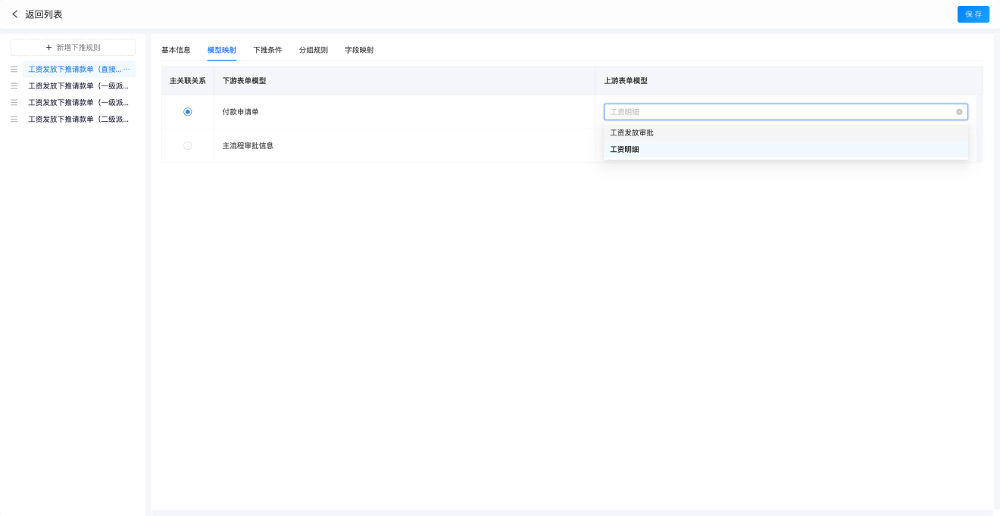 返回列表
保 存
新增下推规则
工资发放下推请款单（直接...
工资发放下推请款单（一级派...
工资发放下推请款单（一级派...
工资发放下推请款单（二级派...
基本信息 模型映射 下推条件 分组规则 字段映射
主关联关系 下游表单模型 上游表单模型
付款申请单 工资明细
主流程审批信息
工资发放审批
工资明细